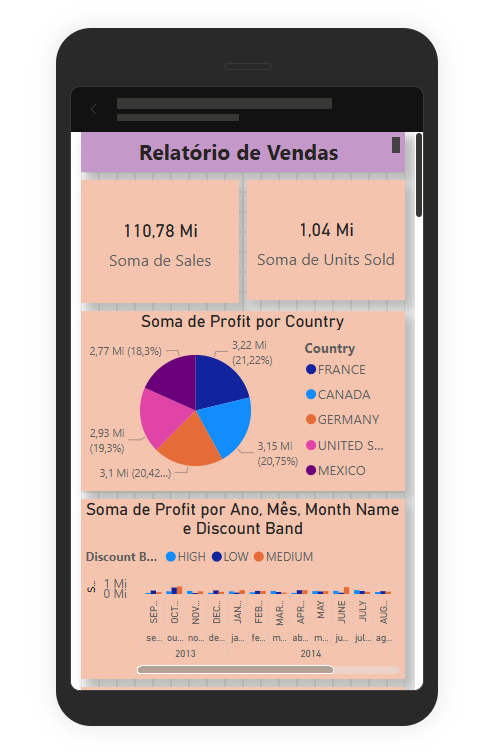 Relatório de Vendas
110,78 Mi
Soma de Sales
1,04 Mi
Soma de Units Sold
Soma de Profit por Country
2,77 Mi (18,3%)
3,22 Mi
(21,22%)
2,93 Mi
(19,3%)
3,15 Mi
(20,75%)
3,1 Mi (20,42...)
Country
FRANCE
CANADA
GERMANY
UNITED S...
MEXICO
Soma de Profit por Ano, Mês, Month Name
e Discount Band
Discount B... HIGH LOW MEDIUM
S...
1 Mi
0 Mi
SEP... OCT... NOV... DEC... JAN... FEB... MAR... APR... MAY JUNE JULY AUG...
se... ou... no... de... ja... fe... m... ab... m... ju... jul... ag...
2013 2014